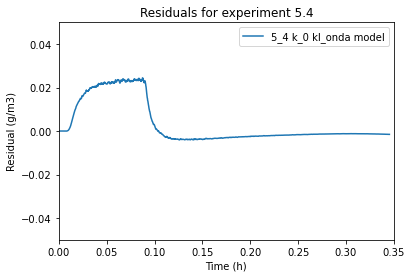 Residuals for experiment 5.4
5_4 k_0 kl_onda model
Residual (g/m3)
0.04
0.02
0.00
−0.02
−0.04
0.00 0.05 0.10 0.15 0.20 0.25 0.30 0.35
Time (h)